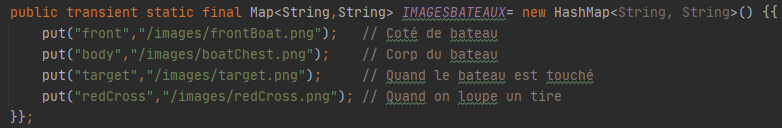 public transient static final Map<String,String> IMAGESBATEAUX= new HashMap<String, String>() {{
put("front","/images/frontBoat.png");   // Coté de bateau
put("body","/images/boatChest.png");    // Corp du bateau
put("target","/images/target.png");     // Quand le bateau est touché
put("redCross","/images/redCross.png"); // Quand on loupe un tire
}};